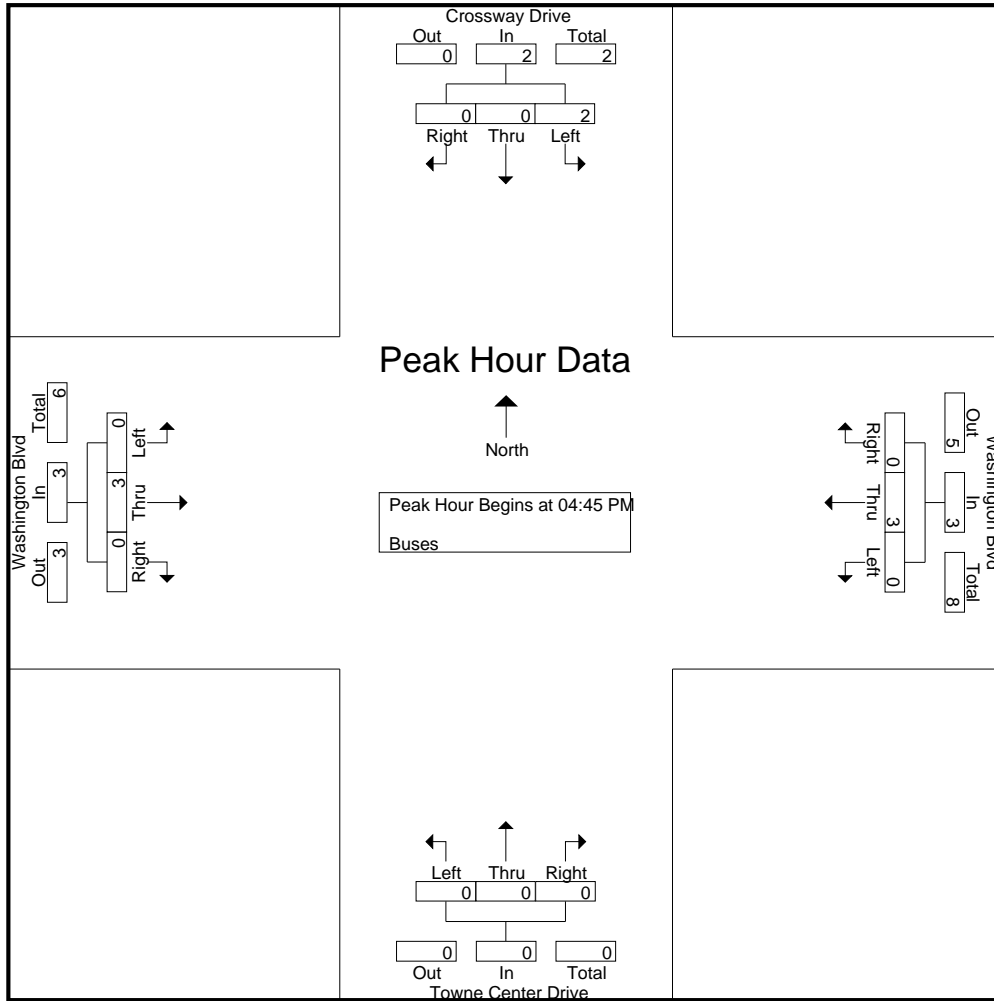 Crossway Drive
Out In Total
0 2 2
0 0 2
Right Thru Left
Peak Hour Data
North
Peak Hour Begins at 04:45 PM
Buses
Washington Blvd
Total In Out
6 3 3
0 3 0
Left Thru Right
Washington Blvd
Out In Total
5 3 8
0 3 0
Right Thru Left
Left Thru Right
0 0 0
0 0 0
Out In Total
Towne Center Drive